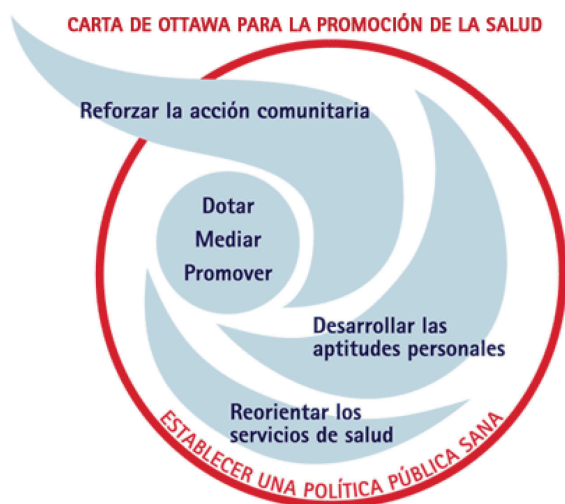 CARTA DE OTTAWA PARA LA PROMOCIÓN DE LA SALUD
Reforzar la acción comunitaria
Dotar
Mediar
Promover
Desarrollar las
aptitudes personales
Reorientar los
servicios de salud
ESTABLECER UNA POLÍTICA PÚBLICA SANA